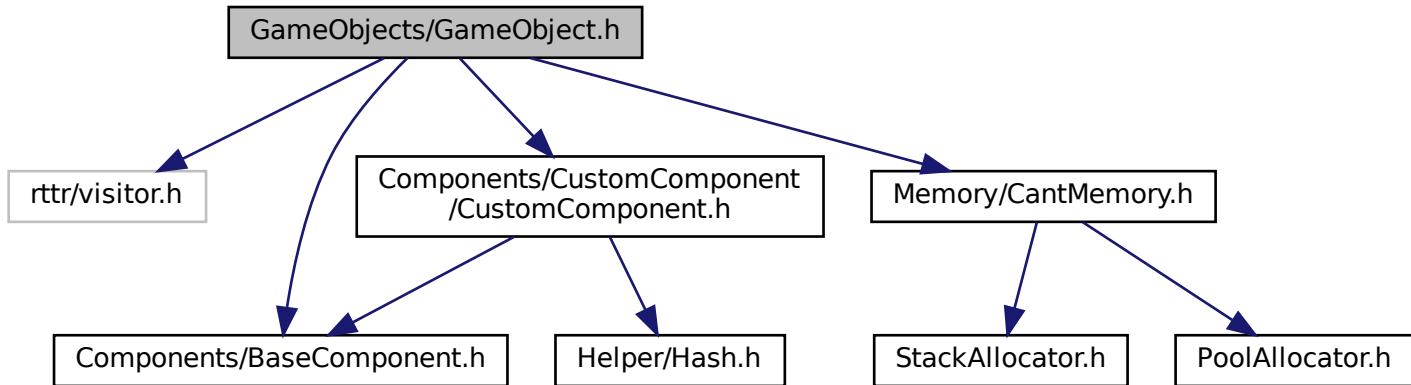 GameObjects/GameObject.h
rttr/visitor.h
Components/CustomComponent
/CustomComponent.h
Memory/CantMemory.h
Components/BaseComponent.h
Helper/Hash.h
StackAllocator.h
PoolAllocator.h